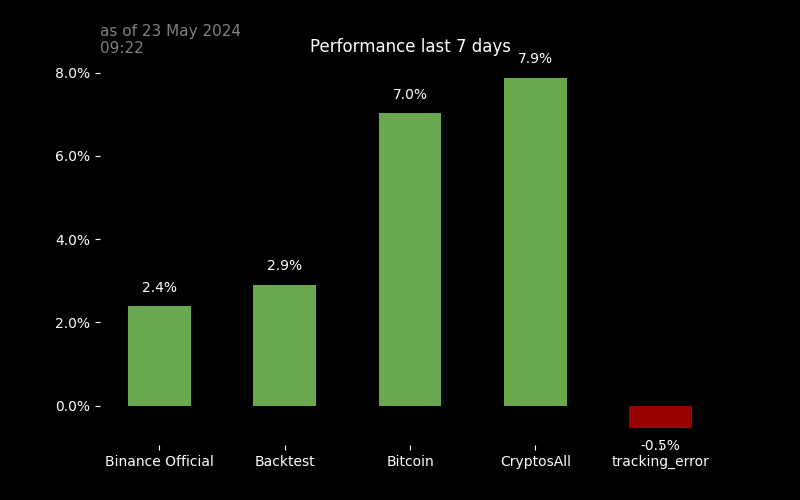 as of 23 May 2024
09:22
Performance last 7 days
8.0%
6.0%
4.0%
2.0%
0.0%
2.4%
2.9%
7.0%
7.9%
-0.5%
Binance Official
Backtest
Bitcoin
CryptosAll
tracking_error